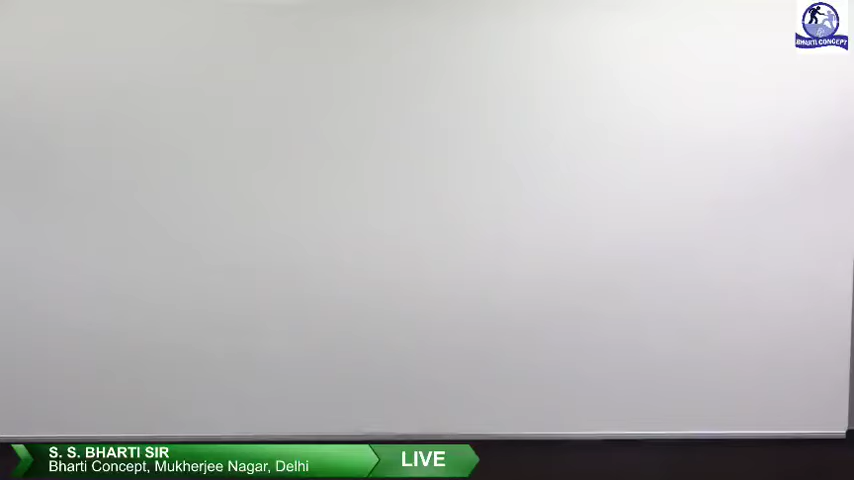 BHARTI CONCEPT
S. S. BHARTI SIR
Bharti Concept, Mukherjee Nagar, Delhi
LIVE